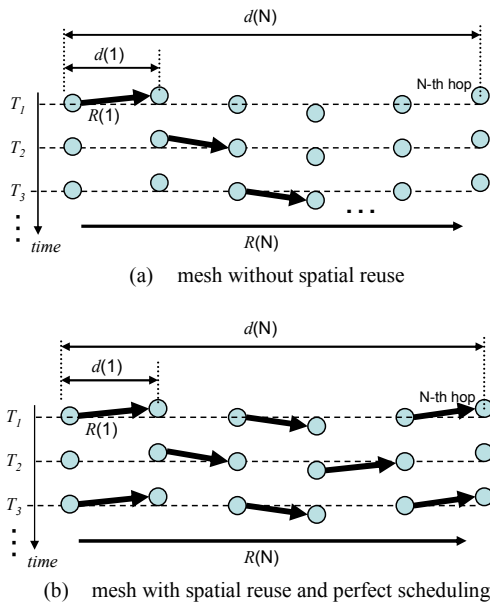 d(N)
d(1)
N-th hop
T1
R(1)
T2
T3
...
⋮
time
R(N)
(a) mesh without spatial reuse
d(N)
d(1)
N-th hop
T1
R(1)
T2
T3
⋮
time
R(N)
(b) mesh with spatial reuse and perfect scheduling